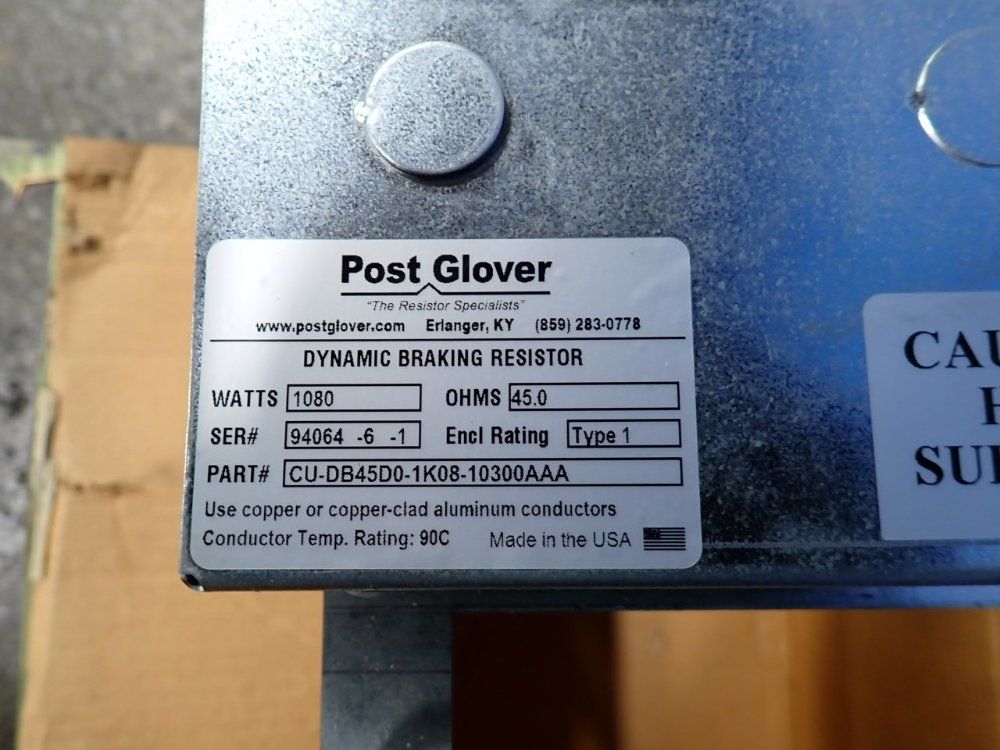 Post Glover
"The Resistor Specialists"
www.postglover.com Erlanger, KY (859) 283-0778
DYNAMIC BRAKING RESISTOR
WATTS 1080 OHMS 45.0
SER# 94064 -6 -1 Encl Rating Type 1
PART# CU-DB45D0-1K08-10300AAA
Use copper or copper-clad aluminum conductors
Conductor Temp. Rating: 90C Made in the USA